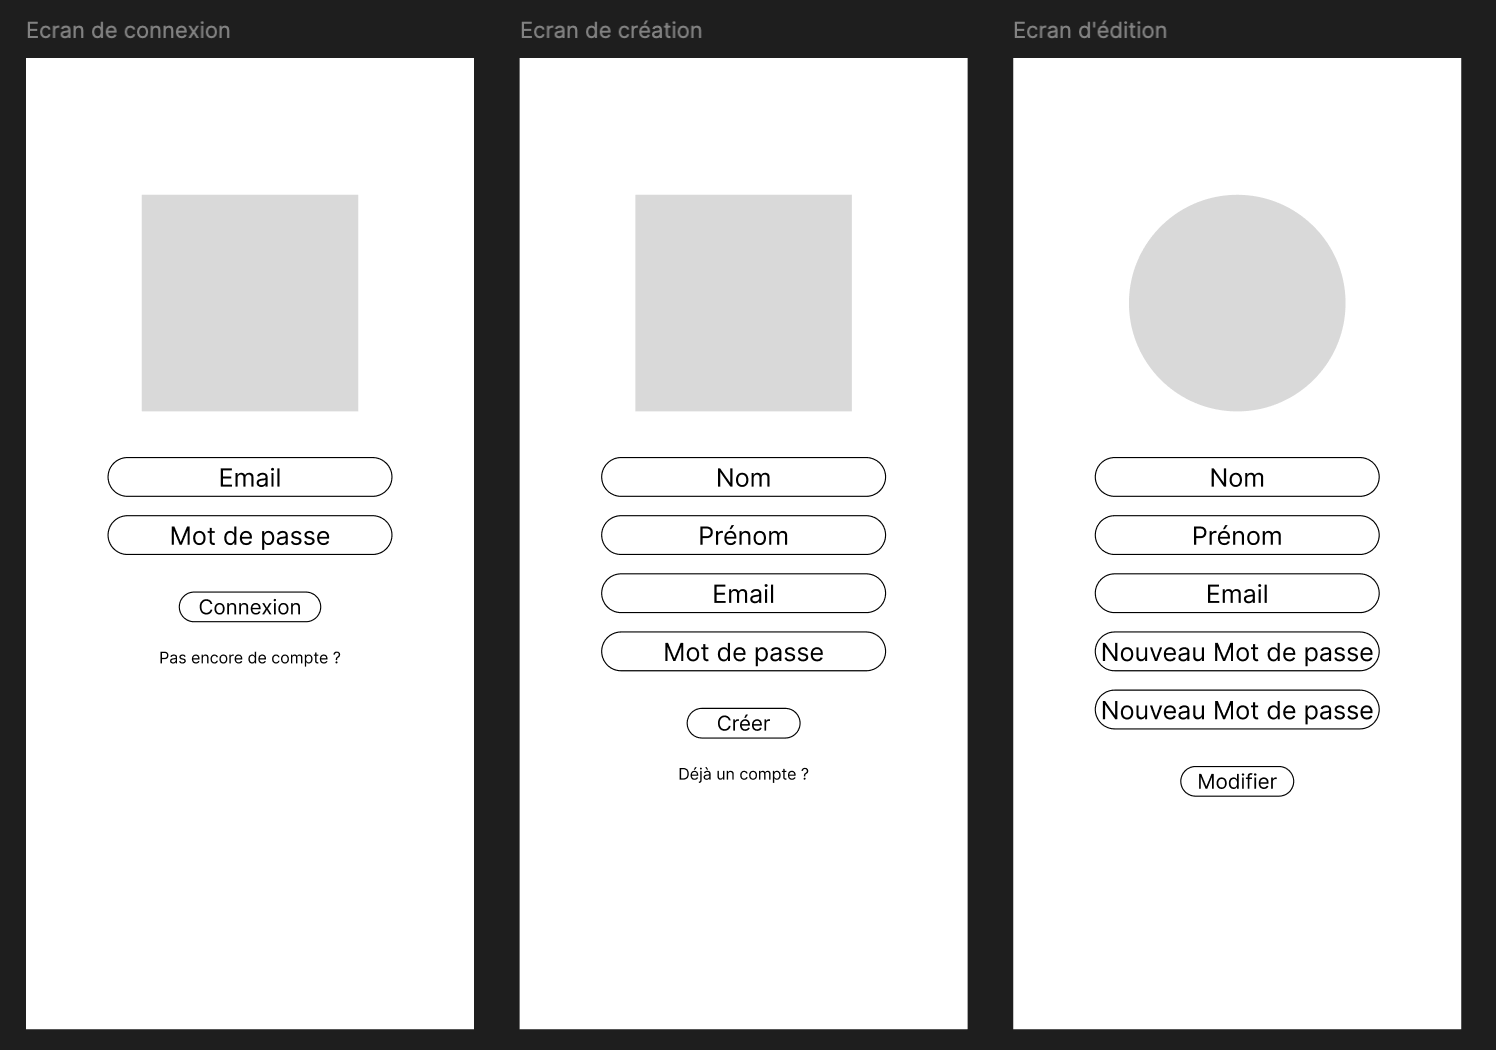 Ecran de connexion
Email
Mot de passe
Connexion
Pas encore de compte ?
Ecran de création
Nom
Prénom
Email
Mot de passe
Créer
Déjà un compte ?
Ecran d'édition
Nom
Prénom
Email
Nouveau Mot de passe
Nouveau Mot de passe
Modifier